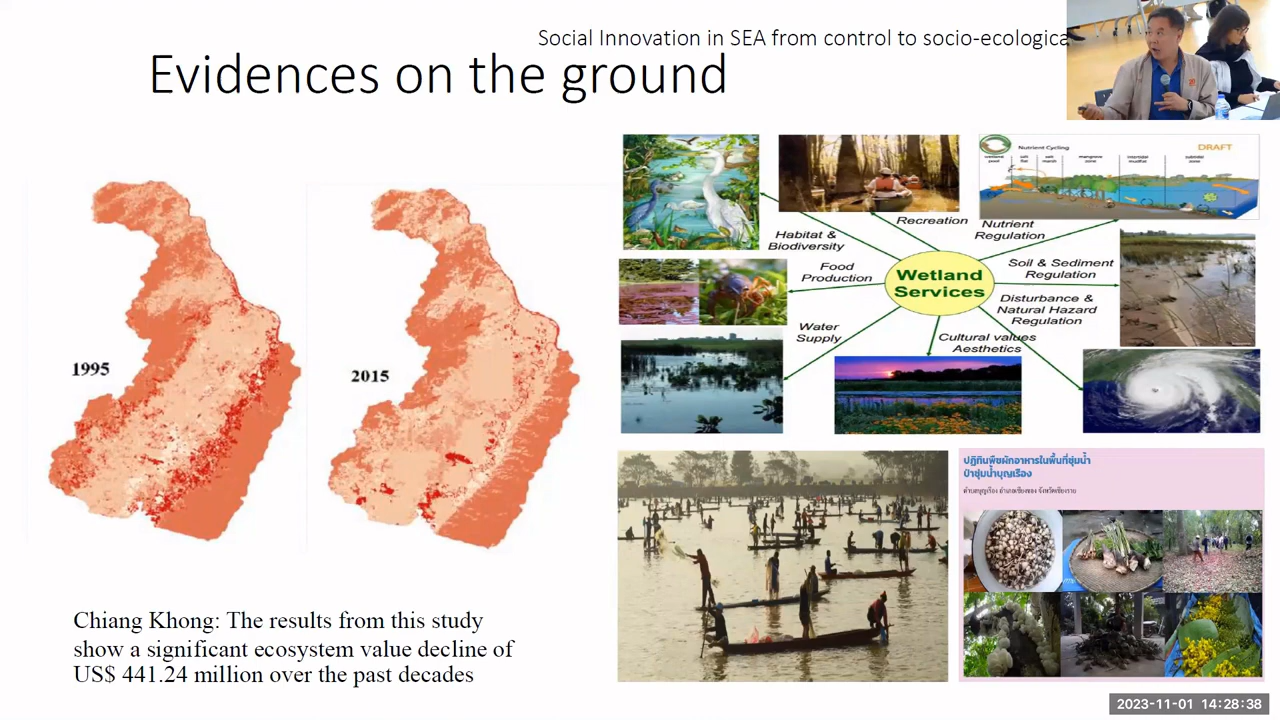 Social Innovation in SEA from control to socio-ecologica
Evidences on the ground
1995
2015
Chiang Khong: The results from this study
show a significant ecosystem value decline of
US$ 441.24 million over the past decades
Nutrient Cycling
DRAFT
Recreation
Nutrient
Regulation
Habitat &
Biodiversity
Food
Production
Wetland
Services
Soil & Sediment
Regulation
Disturbance &
Natural Hazard
Regulation
Water
Supply
Cultural values
Aesthetics
ปฏิทินพืชผักอาหารในพื้นที่ชุ่มน้ำ
ป่าชุ่มน้ำบุญเรือง
ตำบลบุญเรือง อำเภอเชียงของ จังหวัดเชียงราย
2023-11-01 14:28:38